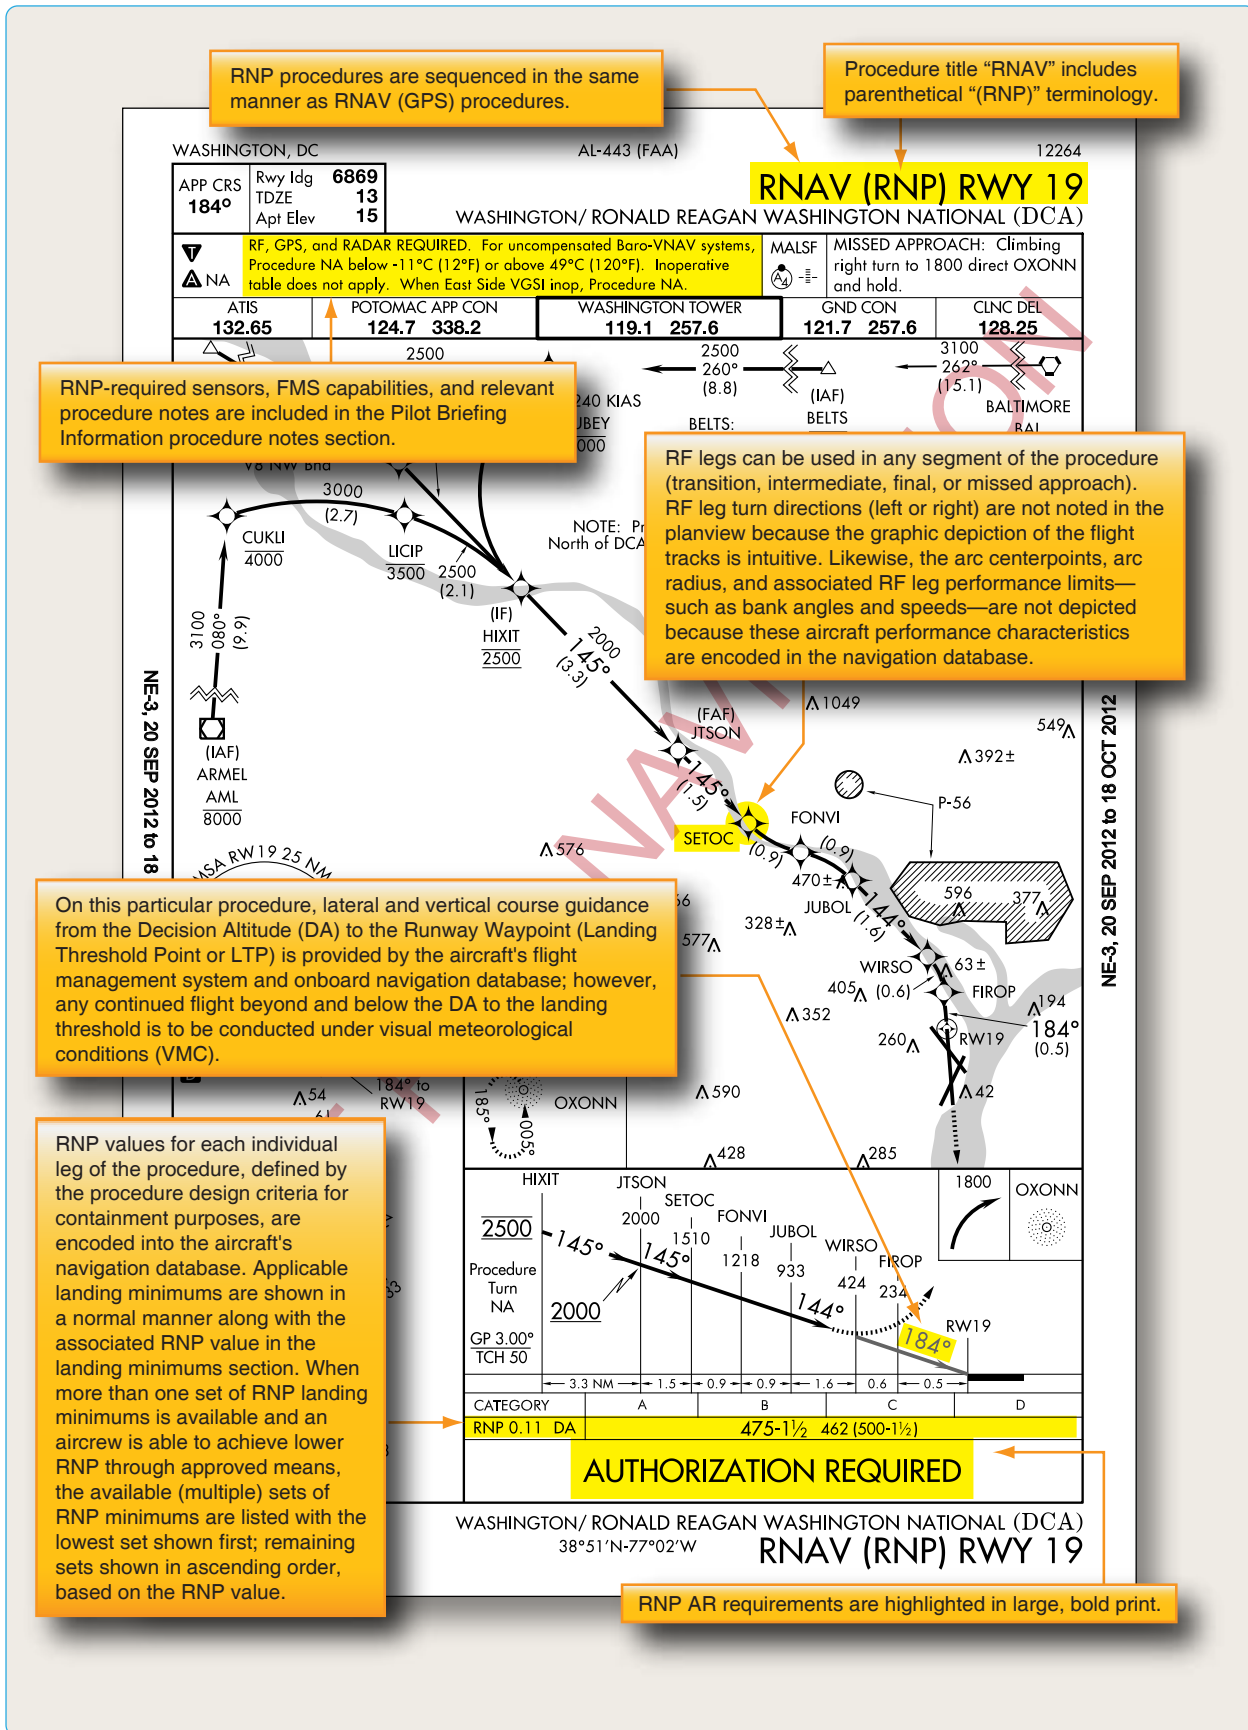 RNP procedures are sequenced in the same
manner as RNAV (GPS) procedures.
Procedure title “RNAV” includes
parenthetical “(RNP)” terminology.
WASHINGTON, DC
AL-443 (FAA)
12264
APP CRS
184°
Rwy ldg 6869
TDZE 13
Apt Elev 15
RNAV (RNP) RWY 19
WASHINGTON/ RONALD REAGAN WASHINGTON NATIONAL (DCA)
T
A NA
RF, GPS, and RADAR REQUIRED. For uncompensated Baro-VNAV systems,
Procedure NA below -11°C (12°F) or above 49°C (120°F). Inoperative
table does not apply. When East Side VGSI inop, Procedure NA.
MALSF
A4
MISSED APPROACH: Climbing
right turn to 1800 direct OXONN
and hold.
ATIS
132.65
POTOMAC APP CON
124.7 338.2
WASHINGTON TOWER
119.1 257.6
GND CON
121.7 257.6
CLNC DEL
128.25
2500
2500
260°
(8.8)
3100
262°
(15.1)
(IAF)
BELTS
BALTIMORE
BAL
240 KIAS
BELTS:
RNP-required sensors, FMS capabilities, and relevant
procedure notes are included in the Pilot Briefing
Information procedure notes section.
V8 NW Bnd
RF legs can be used in any segment of the procedure
(transition, intermediate, final, or missed approach).
RF leg turn directions (left or right) are not noted in the
planview because the graphic depiction of the flight
tracks is intuitive. Likewise, the arc centerpoints, arc
radius, and associated RF leg performance limits—
such as bank angles and speeds—are not depicted
because these aircraft performance characteristics
are encoded in the navigation database.
3000
(2.7)
CUKLI
4000
LICIP
3500
2500
(2.1)
NOTE:
North of DCA
(IF)
HIXIT
2500
3100
080°
(9.9)
2000
145°
(3.3)
(IAF)
ARMEL
AML
8000
(FAF)
JTSON
1049
549
392±
145°
(1.5)
P-56
SETOC
FONVI
(0.9)
(0.9)
576
470±
JUBOL
596
377
144°
(1.6)
328±
577
WIRSO
63±
405
(0.6)
FIROP
194
352
184°
(0.5)
260
RW19
NE-3, 20 SEP 2012 to 18
NE-3, 20 SEP 2012 to 18 OCT 2012
MSA RW19 25 NM
On this particular procedure, lateral and vertical course guidance
from the Decision Altitude (DA) to the Runway Waypoint (Landing
Threshold Point or LTP) is provided by the aircraft's flight
management system and onboard navigation database; however,
any continued flight beyond and below the DA to the landing
threshold is to be conducted under visual meteorological
conditions (VMC).
184° to
RW19
54
185°
005°
OXONN
590
42
428
285
RNP values for each individual
leg of the procedure, defined by
the procedure design criteria for
containment purposes, are
encoded into the aircraft's
navigation database. Applicable
landing minimums are shown in
a normal manner along with the
associated RNP value in the
landing minimums section. When
more than one set of RNP landing
minimums is available and an
aircrew is able to achieve lower
RNP through approved means,
the available (multiple) sets of
RNP minimums are listed with the
lowest set shown first; remaining
sets shown in ascending order,
based on the RNP value.
HIXIT
JTSON
2000
SETOC
1510
FONVI
1218
JUBOL
933
WIRSO
424
FIROP
234
RW19
1800
OXONN
2500
145°
145°
144°
184°
Procedure
Turn
NA
2000
GP 3.00°
TCH 50
3.3 NM 1.5 0.9 0.9 1.6 0.6 0.5
CATEGORY A B C D
RNP 0.11 DA 475-1½ 462 (500-1½)
AUTHORIZATION REQUIRED
WASHINGTON/ RONALD REAGAN WASHINGTON NATIONAL (DCA)
38°51'N-77°02'W
RNAV (RNP) RWY 19
RNP AR requirements are highlighted in large, bold print.